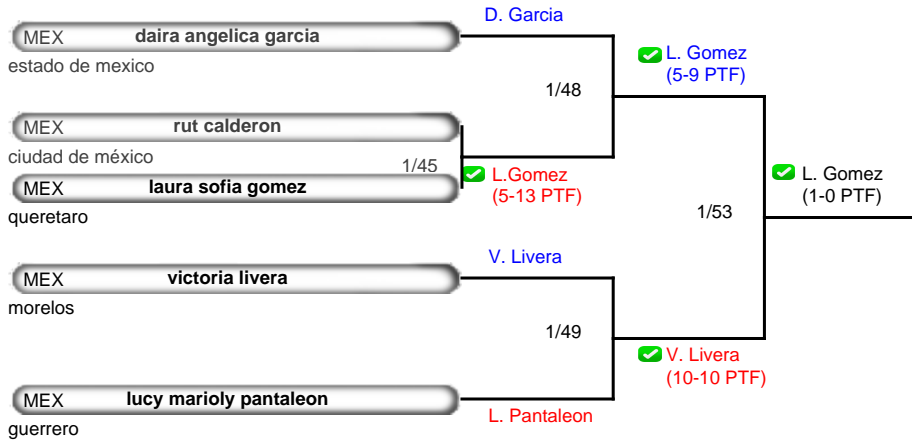 D. Garcia
MEX daira angelica garcia
estado de mexico
L. Gomez
(5-9 PTF)
1/48
MEX rut calderon
ciudad de méxico
1/45
L.Gomez
(5-13 PTF)
MEX laura sofia gomez
queretaro
L. Gomez
(1-0 PTF)
1/53
V. Livera
MEX victoria livera
morelos
1/49
V. Livera
(10-10 PTF)
MEX lucy marioly pantaleon
guerrero
L. Pantaleon